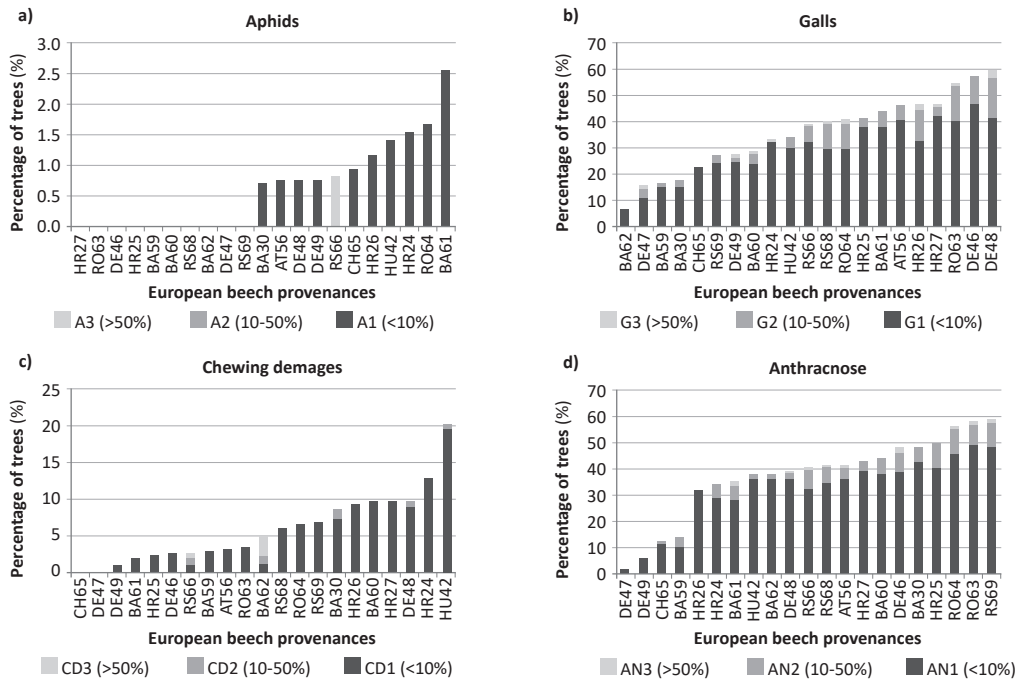 a)
Aphids
Percentage of trees (%)
3.0
2.5
2.0
1.5
1.0
0.5
0.0
HR27 RO63 DE46 HR25 BA59 BA60 RS68 BA62 DE47 RS69 BA30 AT56 DE48 DE49 RS66 CH65 HR26 HU42 HR24 RO64 BA61
European beech provenances
A3 (>50%) A2 (10-50%) A1 (<10%)
b)
Galls
Percentage of trees (%)
70
60
50
40
30
20
10
0
BA62 DE47 BA59 BA30 CH65 RS69 DE49 BA60 HR24 HU42 RS66 RS68 RO64 HR25 BA61 AT56 HR26 HR27 RO63 DE46 DE48
European beech provenances
G3 (>50%) G2 (10-50%) G1 (<10%)
c)
Chewing demages
Percentage of trees (%)
25
20
15
10
5
0
CH65 DE47 DE49 BA61 HR25 DE46 RS66 BA59 AT56 RO63 BA62 RS68 RO64 RS69 BA30 HR26 BA60 HR27 DE48 HR24 HU42
European beech provenances
CD3 (>50%) CD2 (10-50%) CD1 (<10%)
d)
Anthracnose
Percentage of trees (%)
70
60
50
40
30
20
10
0
DE47 DE49 CH65 BA59 HR26 HR24 BA61 HU42 BA62 DE48 RS66 RS68 AT56 HR27 BA60 DE46 BA30 HR25 RO64 RO63 RS69
European beech provenances
AN3 (>50%) AN2 (10-50%) AN1 (<10%)